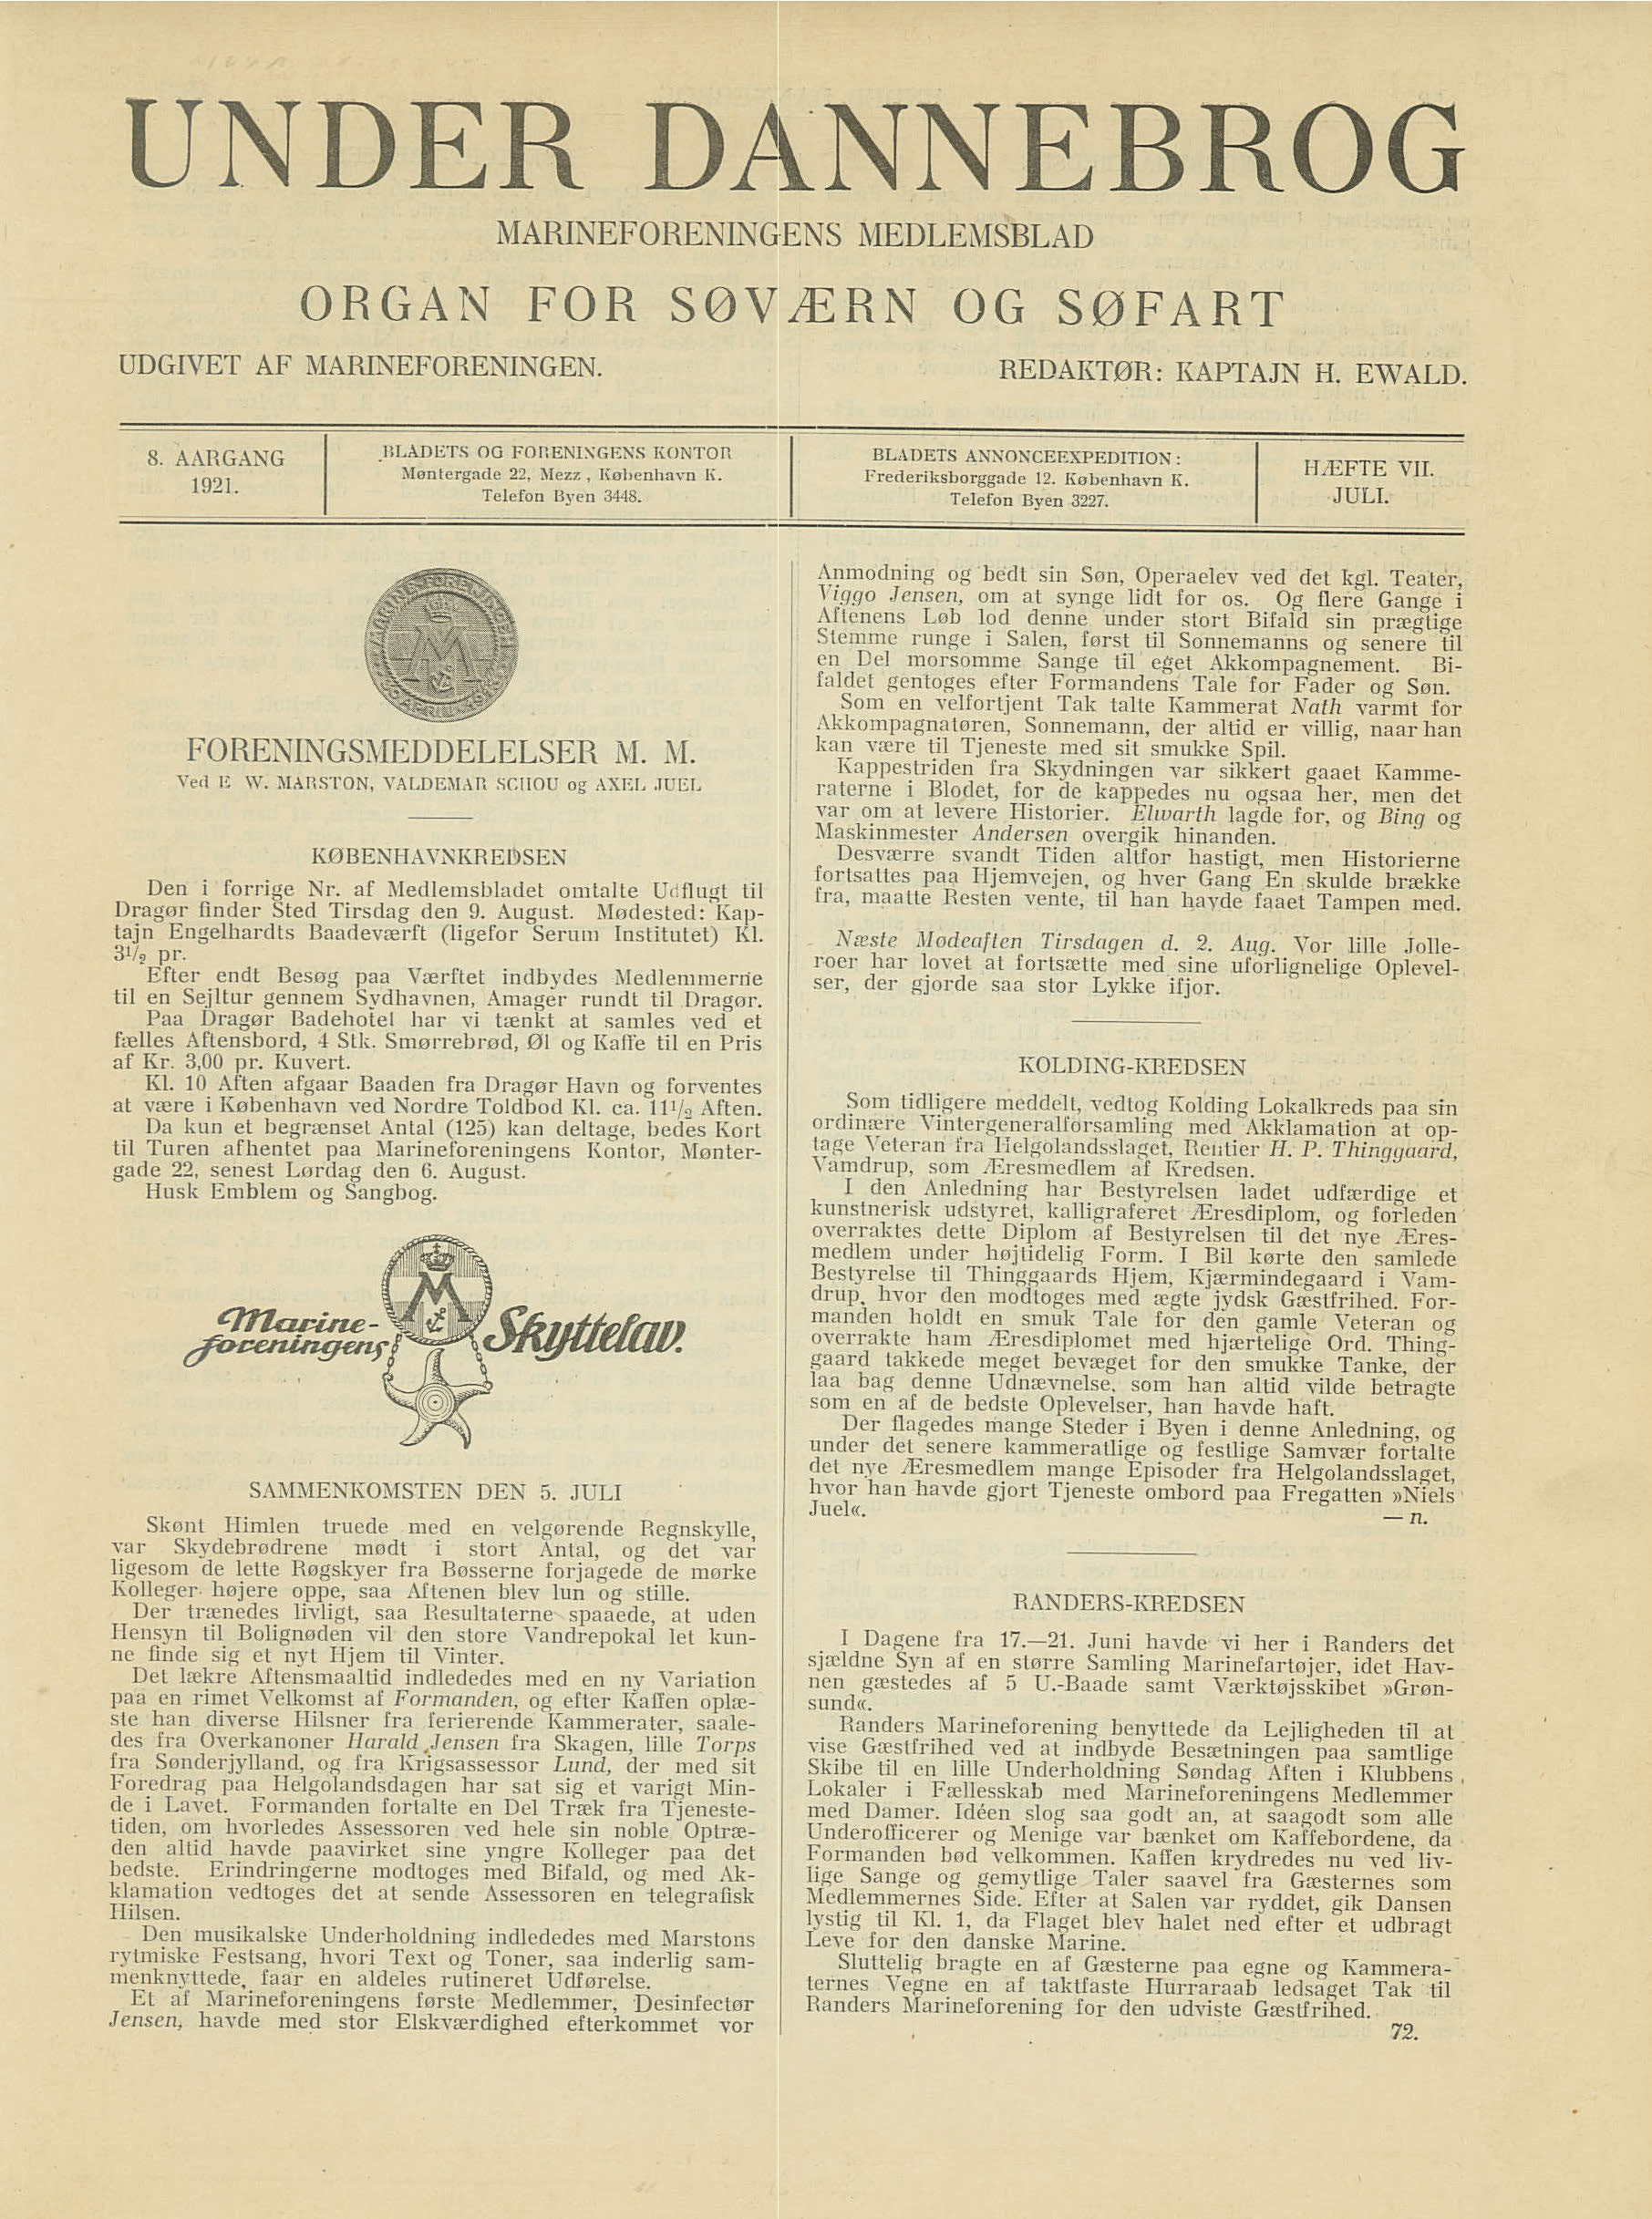 UNDER DANNEBROG
MARINEFORENINGENS MEDLEMSBLAD
ORGAN FOR SØVÆRN OG SØFART
UDGIVET AF MARINEFORENINGEN.
REDAKTØR: KAPTAJN H. EWALD.
8. AARGANG
1921.
BLADETS OG FORENINGENS KONTOR
Møntergade 22, Mezz, København K.
Telefon Byen 3448.
BLADETS ANNONCEEXPEDITION:
Frederiksborggade 12. København K.
Telefon Byen 3227.
HÆFTE VII.
JULI.
MARINE-FORENINGEN
M
30 APRIL 1913
FORENINGSMEDDELELSER M. M.
Ved E W. MARSTON, VALDEMAR SCHOU og AXEL JUEL
KØBENHAVNKREDSEN
Den i forrige Nr. af Medlemsbladet omtalte Udflugt til
Dragør finder Sted Tirsdag den 9. August. Mødested: Kap-
tajn Engelhardts Baadeværft (ligefor Serum Institutet) Kl.
3½ pr.
Efter endt Besøg paa Værftet indbydes Medlemmerne
til en Sejltur gennem Sydhavnen, Amager rundt til Dragør.
Paa Dragør Badehotel har vi tænkt at samles ved et
fælles Aftensbord, 4 Stk. Smørrebrød, Øl og Kaffe til en Pris
af Kr. 3,00 pr. Kuvert.
Kl. 10 Aften afgaar Baaden fra Dragør Havn og forventes
at være i København ved Nordre Toldbod Kl. ca. 11½ Aften.
Da kun et begrænset Antal (125) kan deltage, bedes Kort
til Turen afhentet paa Marineforeningens Kontor, Mønter-
gade 22, senest Lørdag den 6. August.
Husk Emblem og Sangbog.
Marine-
foreningens
M
Skyttelav.
SAMMENKOMSTEN DEN 5. JULI
Skønt Himlen truede med en velgørende Regnskylle,
var Skydebrødrene mødt i stort Antal, og det var
ligesom de lette Røgskyer fra Bøsserne forjagede de mørke
Kolleger højere oppe, saa Aftenen blev lun og stille.
Der trænedes livligt, saa Resultaterne spaaede, at uden
Hensyn til Bolignøden vil den store Vandrepokal let kun-
ne finde sig et nyt Hjem til Vinter.
Det lækre Aftensmaaltid indlededes med en ny Variation
paa en rimet Velkomst af Formanden, og efter Kaffen oplæ-
ste han diverse Hilsner fra ferierende Kammerater, saale-
des fra Overkanoner Harald Jensen fra Skagen, lille Torps
fra Sønderjylland, og fra Krigsassessor Lund, der med sit
Foredrag paa Helgolandsdagen har sat sig et varigt Min-
de i Lavet. Formanden fortalte en Del Træk fra Tjeneste-
tiden, om hvorledes Assessoren ved hele sin noble Optræ-
den altid havde paavirket sine yngre Kolleger paa det
bedste. Erindringerne modtoges med Bifald, og med Ak-
klamation vedtoges det at sende Assessoren en telegrafisk
Hilsen.
Den musikalske Underholdning indlededes med Marstons
rytmiske Festsang, hvori Text og Toner, saa inderlig sam-
menknyttede, faar en aldeles rutineret Udførelse.
Et af Marineforeningens første Medlemmer, Desinfectør
Jensen, havde med stor Elskværdighed efterkommet vor
Anmodning og bedt sin Søn, Operaelev ved det kgl. Teater,
Viggo Jensen, om at synge lidt for os. Og flere Gange i
Aftenens Løb lod denne under stort Bifald sin prægtige
Stemme runge i Salen, først til Sonnemanns og senere til
en Del morsomme Sange til eget Akkompagnement. Bi-
faldet gentoges efter Formandens Tale for Fader og Søn.
Som en velfortjent Tak talte Kammerat Nath varmt for
Akkompagnatøren, Sonnemann, der altid er villig, naar han
kan være til Tjeneste med sit smukke Spil.
Kappestriden fra Skydningen var sikkert gaaet Kamme-
raterne i Blodet, for de kappedes nu ogsaa her, men det
var om at levere Historier. Elwarth lagde for, og Bing og
Maskinmester Andersen overgik hinanden.
Desværre svandt Tiden altfor hastigt, men Historierne
fortsattes paa Hjemvejen, og hver Gang En skulde brække
fra, maatte Resten vente, til han havde faaet Tampen med.
Næste Mødeaften Tirsdagen d. 2. Aug. Vor lille Jolle-
roer har lovet at fortsætte med sine uforlignelige Oplevel-
ser, der gjorde saa stor Lykke ifjor.
KOLDING-KREDSEN
Som tidligere meddelt, vedtog Kolding Lokalkreds paa sin
ordinære Vintergeneralforsamling med Akklamation at op-
tage Veteran fra Helgolandsslaget, Rentier H. P. Thinggaard,
Vamdrup, som Æresmedlem af Kredsen.
I den Anledning har Bestyrelsen ladet udfærdige et
kunstnerisk udstyret, kalligraferet Æresdiplom, og forleden
overraktes dette Diplom af Bestyrelsen til det nye Æres-
medlem under højtidelig Form. I Bil kørte den samlede
Bestyrelse til Thinggaards Hjem, Kjærmindegaard i Vam-
drup, hvor den modtoges med ægte jydsk Gæstfrihed. For-
manden holdt en smuk Tale for den gamle Veteran og
overrakte ham Æresdiplomet med hjærtelige Ord. Thing-
gaard takkede meget bevæget for den smukke Tanke, der
laa bag denne Udnævnelse, som han altid vilde betragte
som en af de bedste Oplevelser, han havde haft.
Der flagedes mange Steder i Byen i denne Anledning, og
under det senere kammeratlige og festlige Samvær fortalte
det nye Æresmedlem mange Episoder fra Helgolandsslaget,
hvor han havde gjort Tjeneste ombord paa Fregatten »Niels
Juel«.
— n.
RANDERS-KREDSEN
I Dagene fra 17.—21. Juni havde vi her i Randers det
sjældne Syn af en større Samling Marinefartøjer, idet Hav-
nen gæstedes af 5 U.-Baade samt Værktøjsskibet »Grøn-
sund«.
Randers Marineforening benyttede da Lejligheden til at
vise Gæstfrihed ved at indbyde Besætningen paa samtlige
Skibe til en lille Underholdning Søndag Aften i Klubbens
Lokaler i Fællesskab med Marineforeningens Medlemmer
med Damer. Idéen slog saa godt an, at saagodt som alle
Underofficerer og Menige var bænket om Kaffebordene, da
Formanden bød velkommen. Kaffen krydredes nu ved liv-
lige Sange og gemytlige Taler saavel fra Gæsternes som
Medlemmernes Side. Efter at Salen var ryddet, gik Dansen
lystig til Kl. 1, da Flaget blev halet ned efter et udbragt
Leve for den danske Marine.
Sluttelig bragte en af Gæsterne paa egne og Kammera-
ternes Vegne en af taktfaste Hurraraab ledsaget Tak til
Randers Marineforening for den udviste Gæstfrihed.
72.